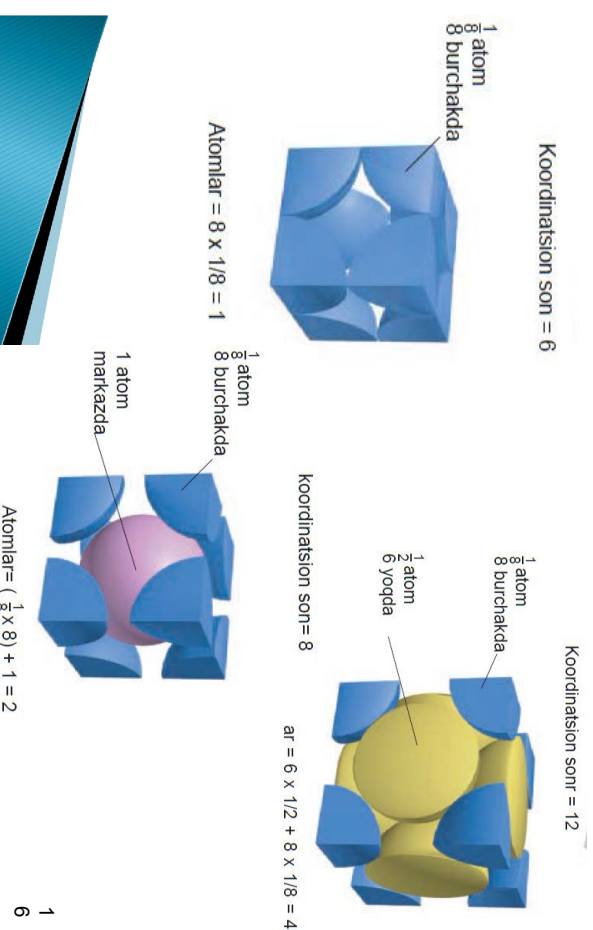 Koordinatsion son = 6
1/8 atom
8 burchakda
Atomlar = 8 x 1/8 = 1
1/8 atom
8 burchakda
1 atom
markazda
Atomlar= ( 1/8 x 8) + 1 = 2
koordinatsion son= 8
Koordinatsion sonr = 12
1/8 atom
8 burchakda
1/2 atom
6 yoqda
ar = 6 x 1/2 + 8 x 1/8 = 4
1
6